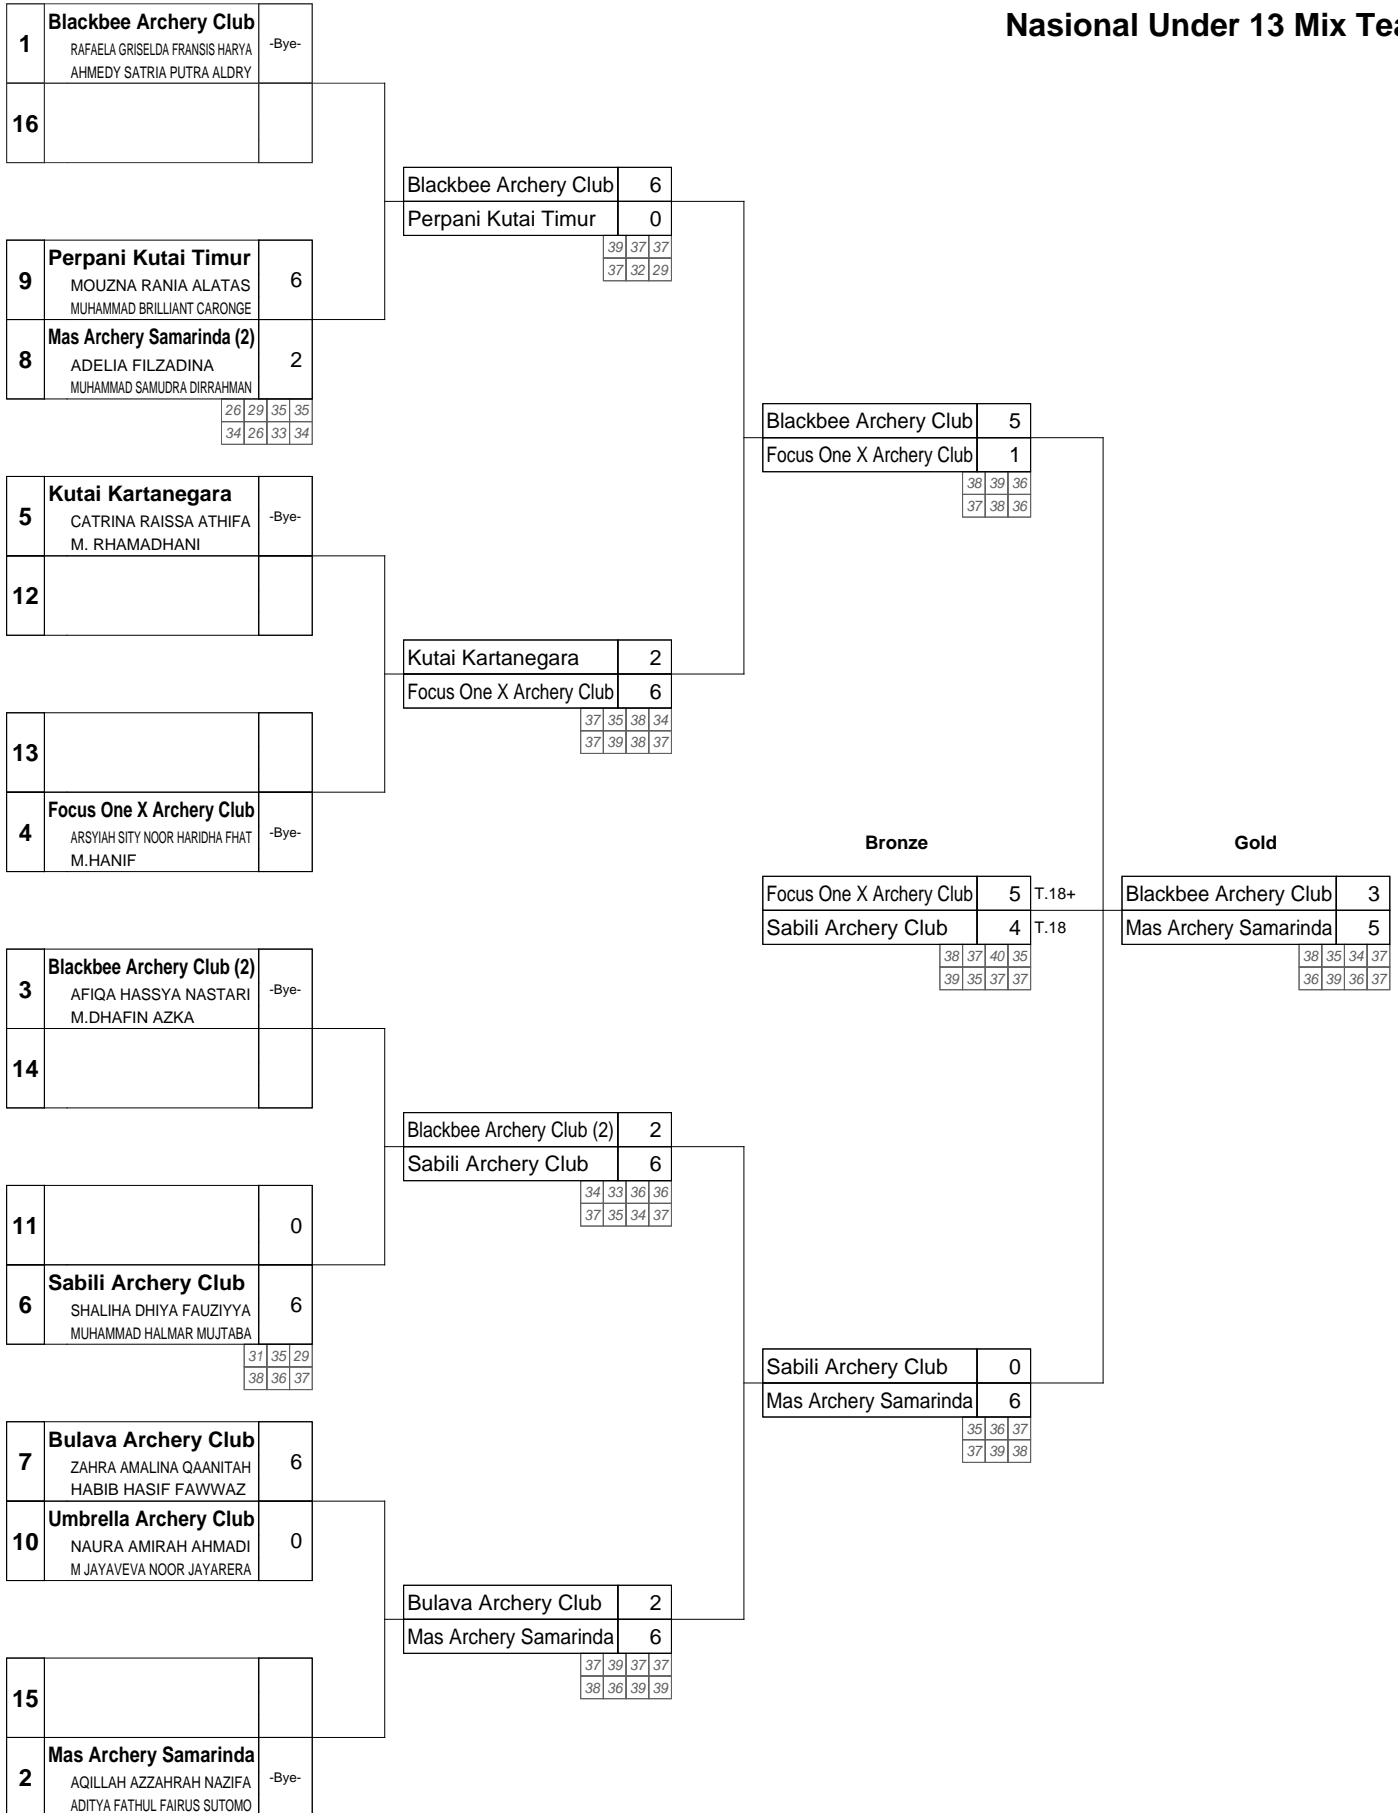 Nasional Under 13 Mix Tea
1
Blackbee Archery Club
RAFAELA GRISELDA FRANSIS HARYA
AHMEDY SATRIA PUTRA ALDRY
-Bye-
16
9
Perpani Kutai Timur
MOUZNA RANIA ALATAS
MUHAMMAD BRILLIANT CARONGE
6
8
Mas Archery Samarinda (2)
ADELIA FILZADINA
MUHAMMAD SAMUDRA DIRRAHMAN
2
26 29 35 35
34 26 33 34
5
Kutai Kartanegara
CATRINA RAISSA ATHIFA
M. RHAMADHANI
-Bye-
12
13
4
Focus One X Archery Club
ARSYIAH SITY NOOR HARIDHA FHAT
M.HANIF
-Bye-
3
Blackbee Archery Club (2)
AFIQA HASSYA NASTARI
M.DHAFIN AZKA
-Bye-
14
11
0
6
Sabili Archery Club
SHALIHA DHIYA FAUZIYYA
MUHAMMAD HALMAR MUJTABA
6
31 35 29
38 36 37
7
Bulava Archery Club
ZAHRA AMALINA QAANITAH
HABIB HASIF FAWWAZ
6
10
Umbrella Archery Club
NAURA AMIRAH AHMADI
M JAYAVEVA NOOR JAYARERA
0
15
2
Mas Archery Samarinda
AQILLAH AZZAHRAH NAZIFA
ADITYA FATHUL FAIRUS SUTOMO
-Bye-
Blackbee Archery Club 6
Perpani Kutai Timur 0
39 37 37
37 32 29
Kutai Kartanegara 2
Focus One X Archery Club 6
37 35 38 34
37 39 38 37
Blackbee Archery Club (2) 2
Sabili Archery Club 6
34 33 36 36
37 35 34 37
Bulava Archery Club 2
Mas Archery Samarinda 6
37 39 37 37
38 36 39 39
Blackbee Archery Club 5
Focus One X Archery Club 1
38 39 36
37 38 36
Sabili Archery Club 0
Mas Archery Samarinda 6
35 36 37
37 39 38
Bronze
Focus One X Archery Club 5 T.18+
Sabili Archery Club 4 T.18
38 37 40 35
39 35 37 37
Gold
Blackbee Archery Club 3
Mas Archery Samarinda 5
38 35 34 37
36 39 36 37